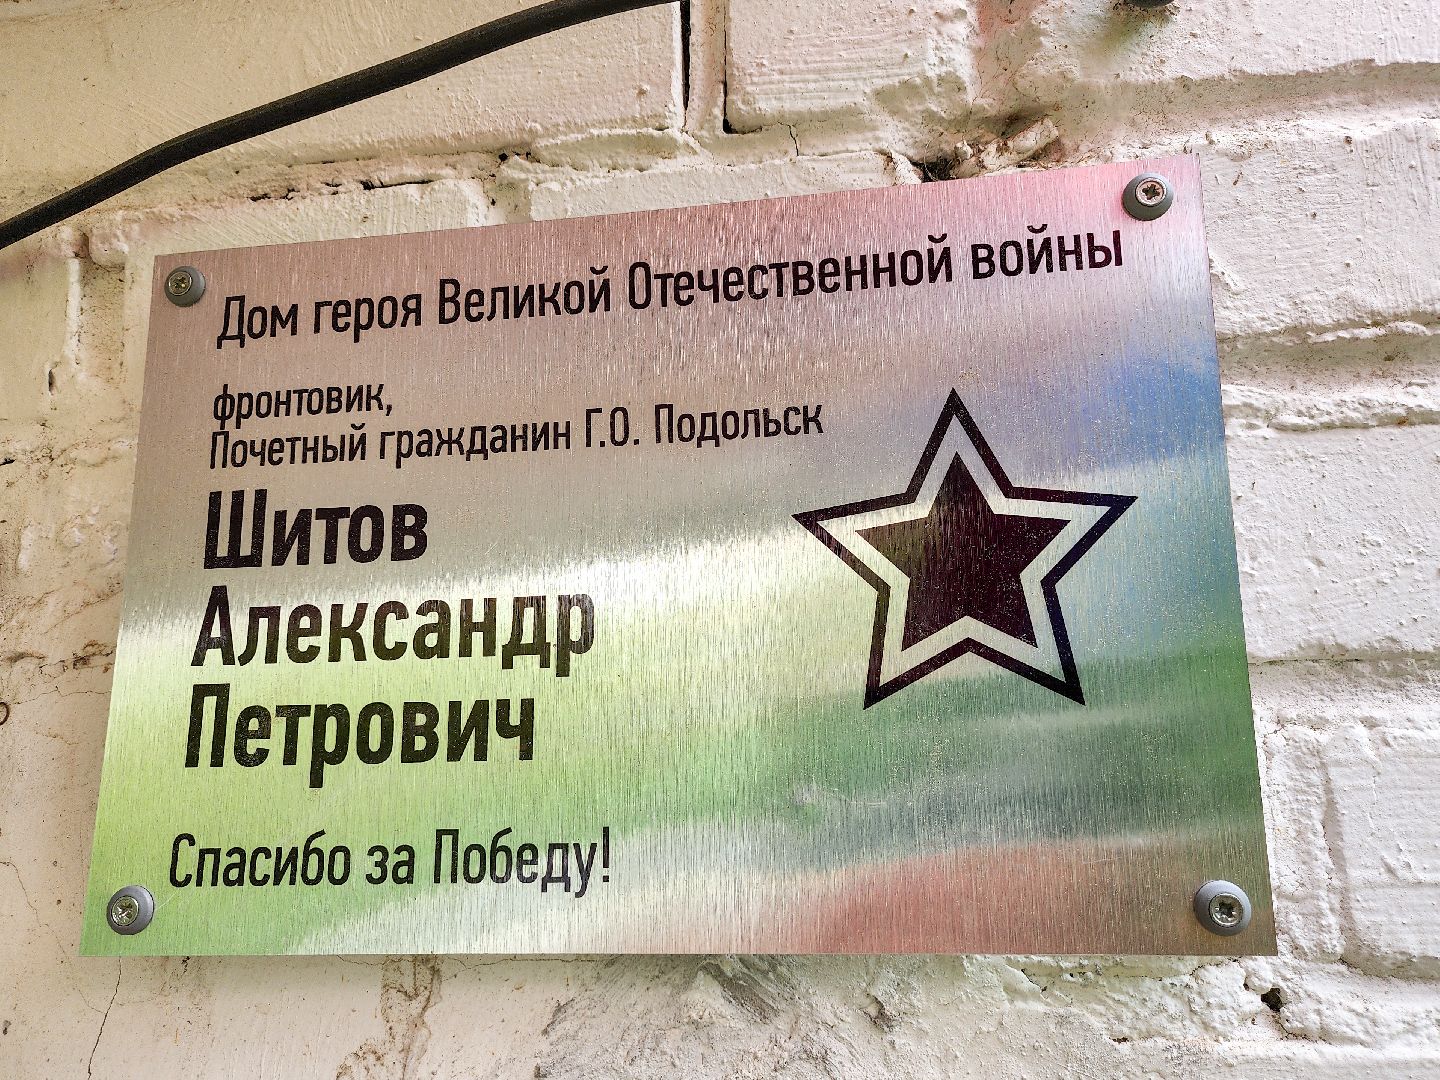 Дом героя Великой Отечественной войны
фронтовик,
Почетный гражданин Г.О. Подольск
Шитов
Александр
Петрович
Спасибо за Победу!